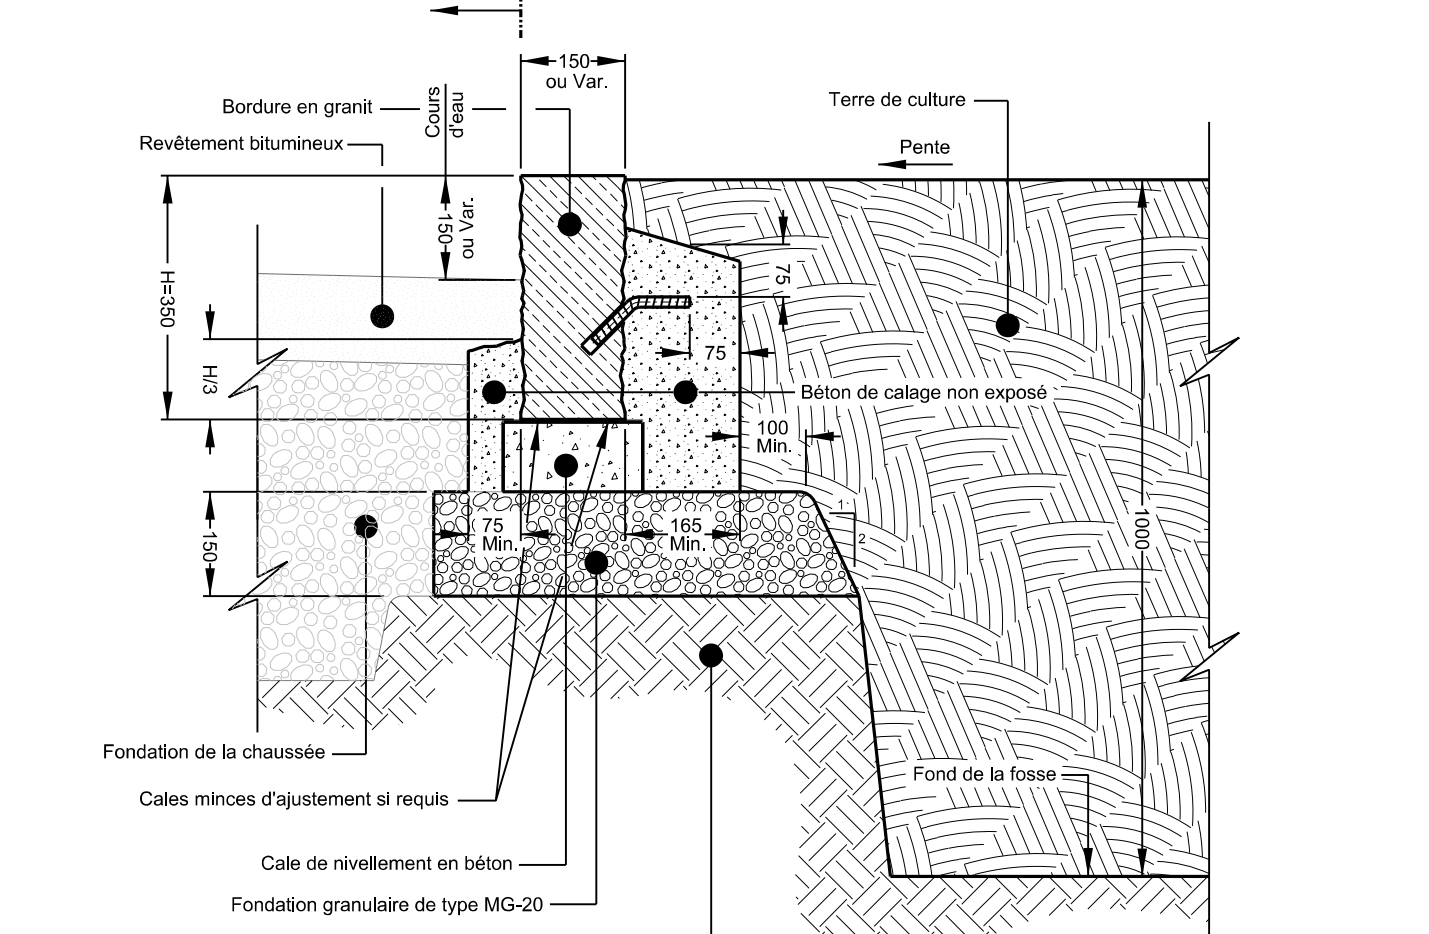 150
ou Var.
Bordure en granit
Cours
d'eau
Terre de culture
Revêtement bitumineux
Pente
150
ou Var.
H=350
75
H/3
75
Béton de calage non exposé
100
Min.
75
Min.
165
Min.
1
2
150
1000
Fondation de la chaussée
Fond de la fosse
Cales minces d'ajustement si requis
Cale de nivellement en béton
Fondation granulaire de type MG-20